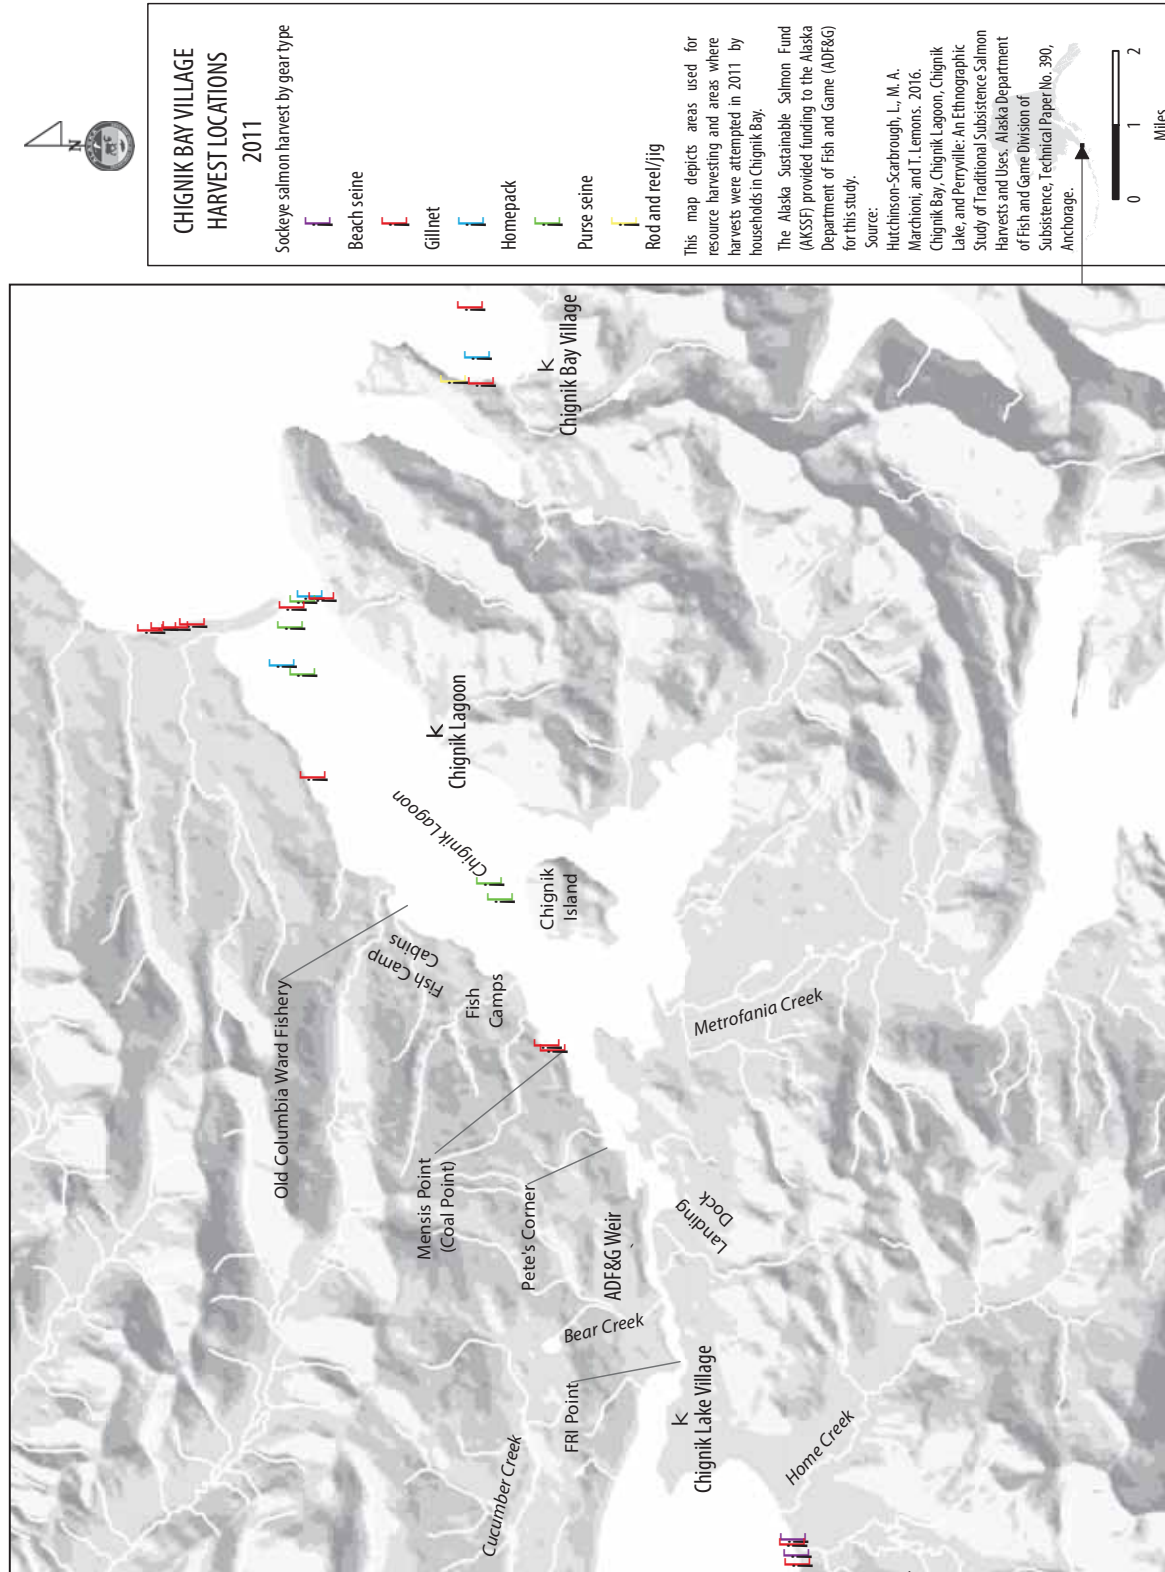 CHIGNIK BAY VILLAGE
HARVEST LOCATIONS
2011
Sockeye salmon harvest by gear type
Beach seine
Gillnet
Homepack
Purse seine
Rod and reel/jig
This map depicts areas used for
resource harvesting and areas where
harvests were attempted in 2011 by
households in Chignik Bay.
The Alaska Sustainable Salmon Fund
(AKSSF) provided funding to the Alaska
Department of Fish and Game (ADF&G)
for this study.
Source:
Hutchinson-Scarbrough, L., M. A.
Marchioni, and T. Lemons. 2016.
Chignik Bay, Chignik Lagoon, Chignik
Lake, and Perryville: An Ethnographic
Study of Traditional Subsistence Salmon
Harvests and Uses. Alaska Department
of Fish and Game Division of
Subsistence, Technical Paper No. 390,
Anchorage.
0 1 2
Miles
N
Old Columbia Ward Fishery
Fish Camp
Cabins
Fish
Camps
Mensis Point
(Coal Point)
Pete's Corner
ADF&G Weir
Bear Creek
FRI Point
Cucumber Creek
k
Chignik Lake Village
Home Creek
Landing
Dock
Metrofania Creek
Chignik
Island
Chignik Lagoon
k
Chignik Lagoon
k
Chignik Bay Village